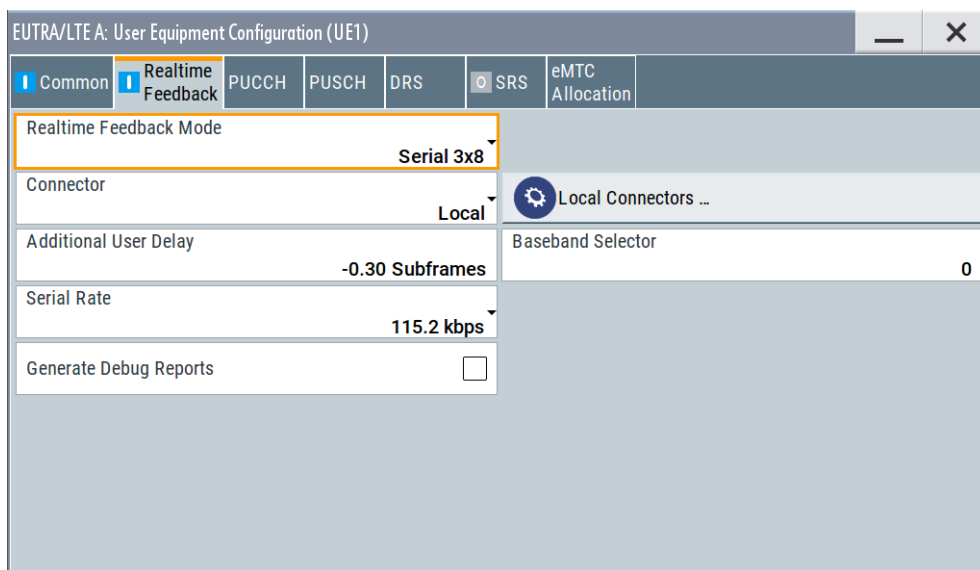 EUTRA/LTE A: User Equipment Configuration (UE1)
I Common
I Realtime
Feedback
PUCCH
PUSCH
DRS
O SRS
eMTC
Allocation
Realtime Feedback Mode
Serial 3x8
Connector
Local
Local Connectors ...
Additional User Delay
-0.30 Subframes
Baseband Selector
0
Serial Rate
115.2 kbps
Generate Debug Reports